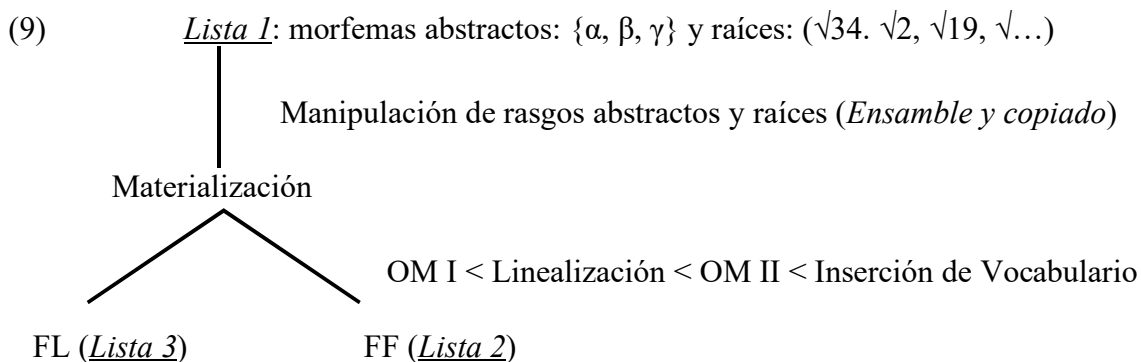 (9) Lista 1: morfemas abstractos: {α, β, γ} y raíces: (√34. √2, √19, √…)
Manipulación de rasgos abstractos y raíces (Ensamble y copiado)
Materialización
OM I < Linealización < OM II < Inserción de Vocabulario
FL (Lista 3) FF (Lista 2)